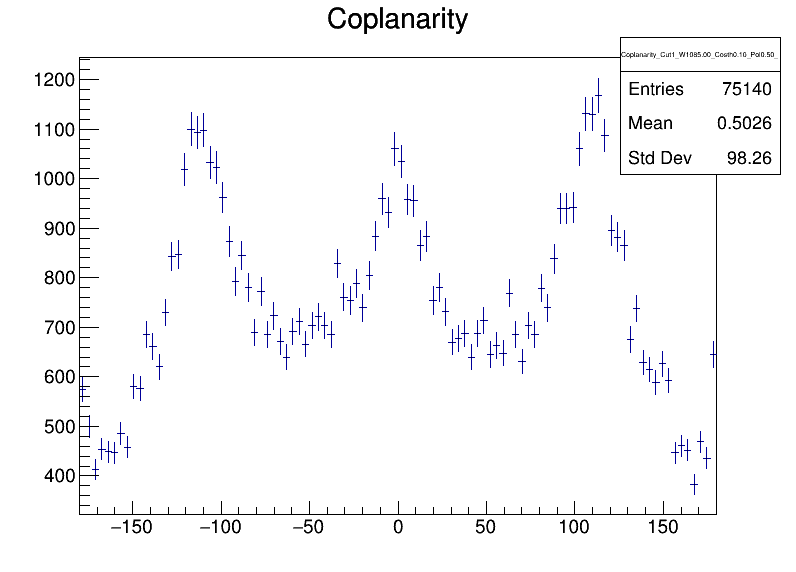 Coplanarity
Coplanarity_Cut1_W1085.00_Costh0.10_Pol0.50_
Entries 75140
Mean 0.5026
Std Dev 98.26
1200
1100
1000
900
800
700
600
500
400
−150 −100 −50 0 50 100 150